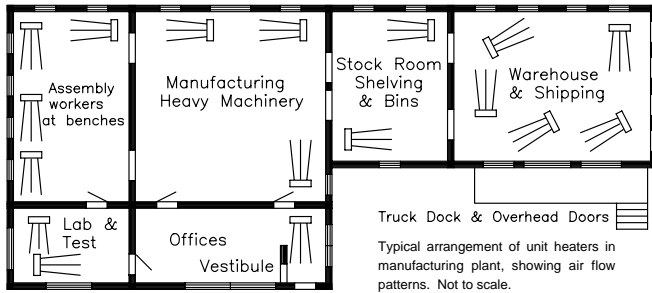 Assembly
workers
at benches
Manufacturing
Heavy Machinery
Stock Room
Shelving
& Bins
Warehouse
& Shipping
Lab &
Test
Offices
Vestibule
Truck Dock & Overhead Doors
Typical arrangement of unit heaters in
manufacturing plant, showing air flow
patterns. Not to scale.